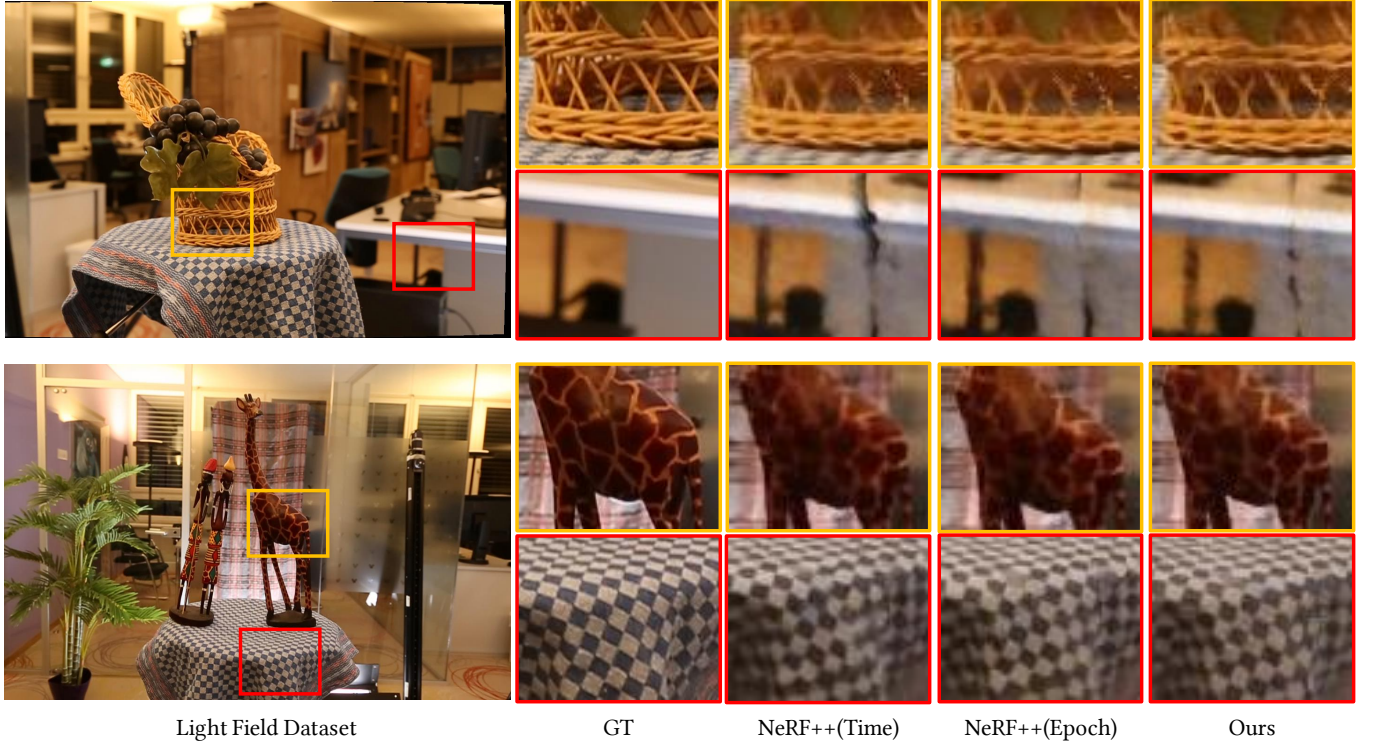 Light Field Dataset
GT
NeRF++(Time)
NeRF++(Epoch)
Ours